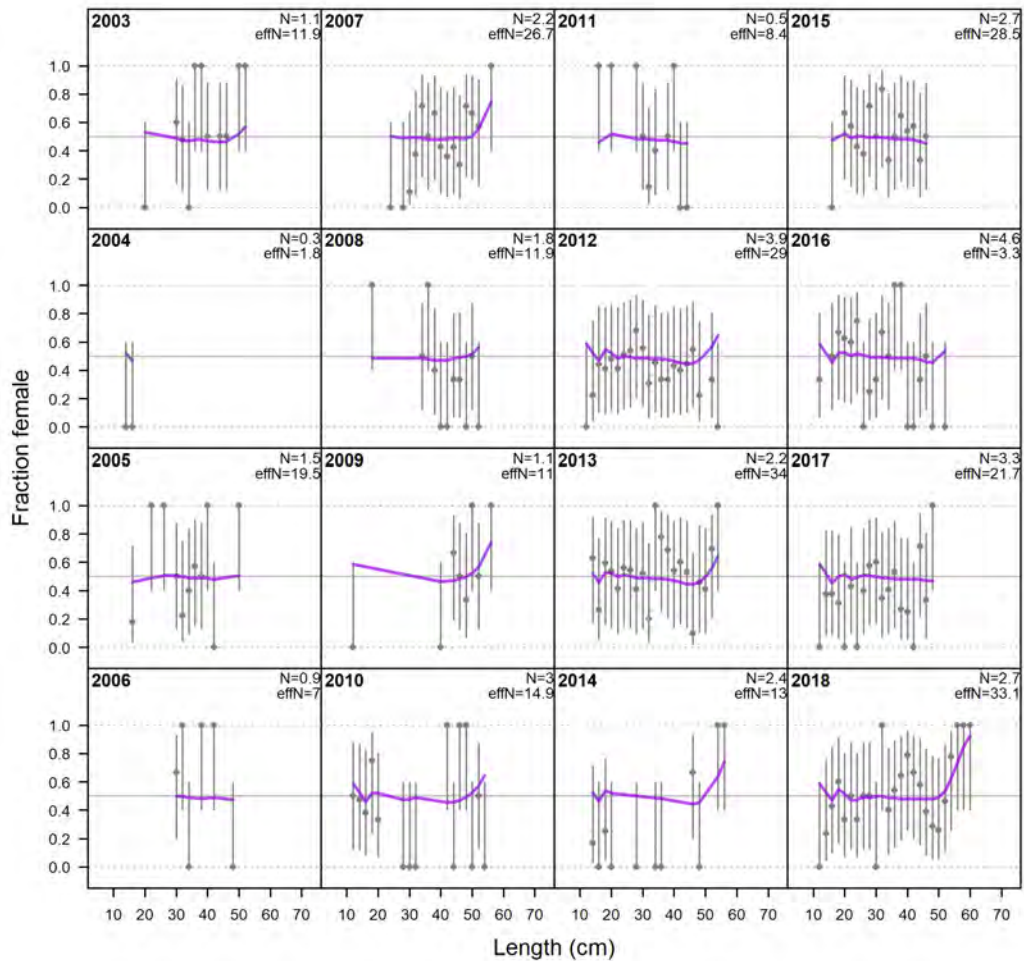 2003 N=1.1 2007 N=2.2 2011 N=0.5 2015 N=2.7
effN=11.9 effN=26.7 effN=8.4 effN=28.5
1.0
0.8
0.6
0.4
0.2
0.0
2004 N=0.3 2008 N=1.8 2012 N=3.9 2016 N=4.6
effN=1.8 effN=11.9 effN=29 effN=3.3
1.0
0.8
0.6
0.4
0.2
0.0
Fraction female
2005 N=1.5 2009 N=1.1 2013 N=2.2 2017 N=3.3
effN=19.5 effN=11 effN=34 effN=21.7
1.0
0.8
0.6
0.4
0.2
0.0
2006 N=0.9 2010 N=3 2014 N=2.4 2018 N=2.7
effN=7 effN=14.9 effN=13 effN=33.1
1.0
0.8
0.6
0.4
0.2
0.0
10 20 30 40 50 60 70 10 20 30 40 50 60 70 10 20 30 40 50 60 70 10 20 30 40 50 60 70
Length (cm)